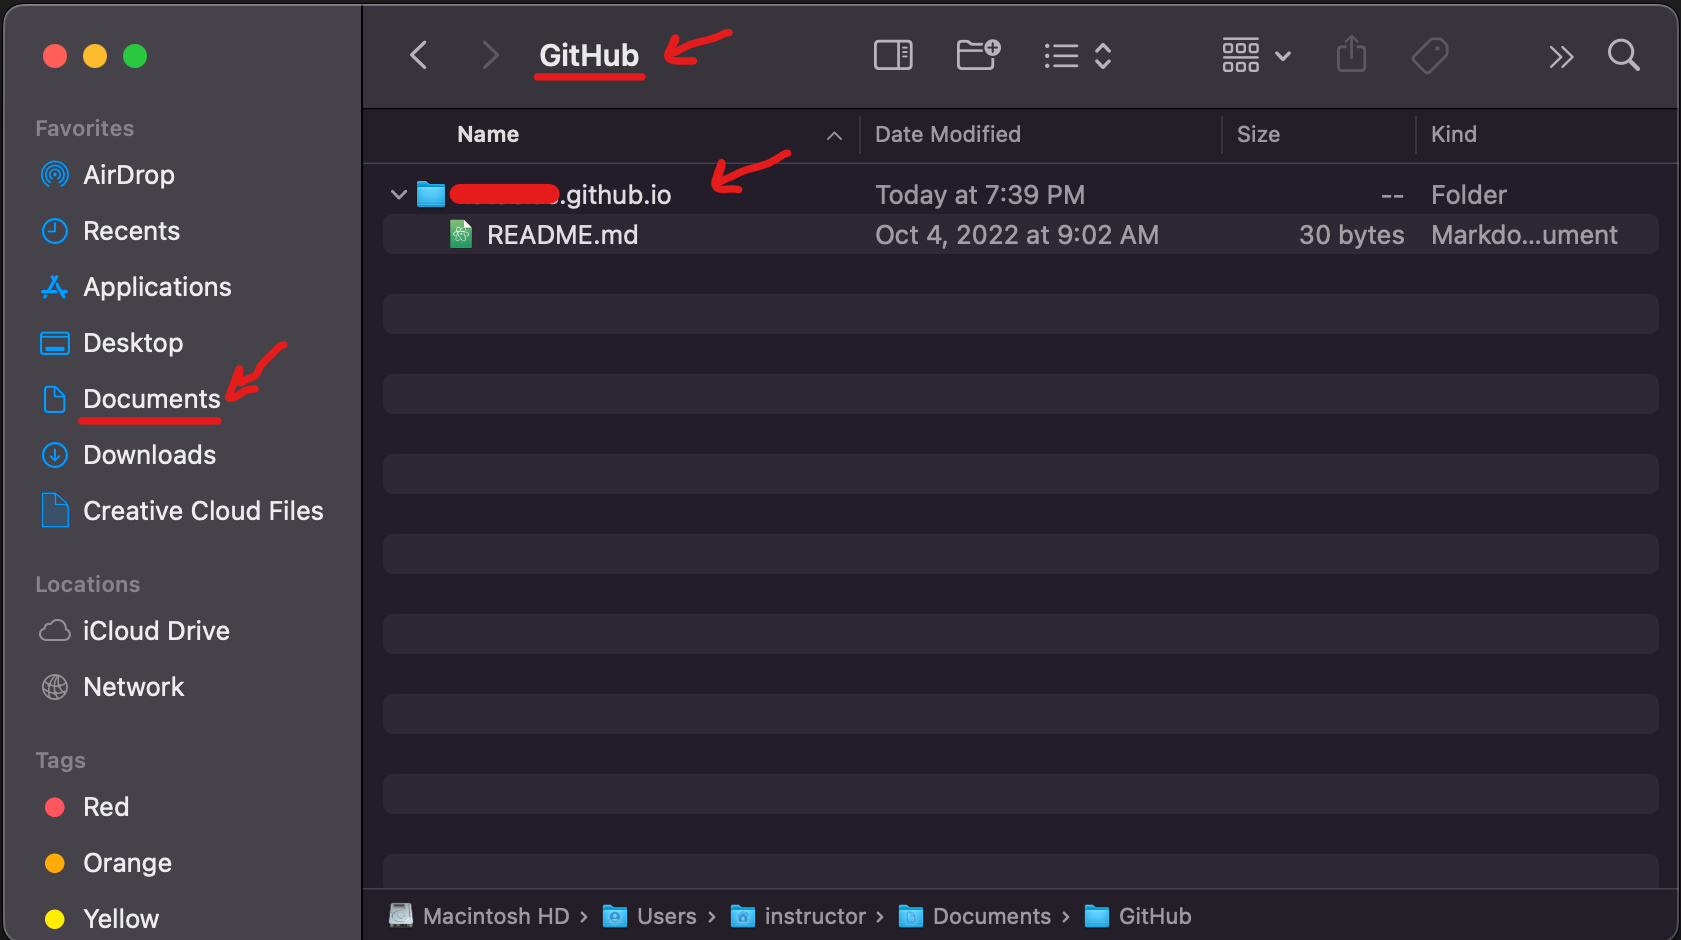 GitHub
Favorites
AirDrop
Recents
Applications
Desktop
Documents
Downloads
Creative Cloud Files
Locations
iCloud Drive
Network
Tags
Red
Orange
Yellow
Name Date Modified Size Kind
.github.io Today at 7:39 PM -- Folder
README.md Oct 4, 2022 at 9:02 AM 30 bytes Markdo...ument
Macintosh HD › Users › instructor › Documents › GitHub